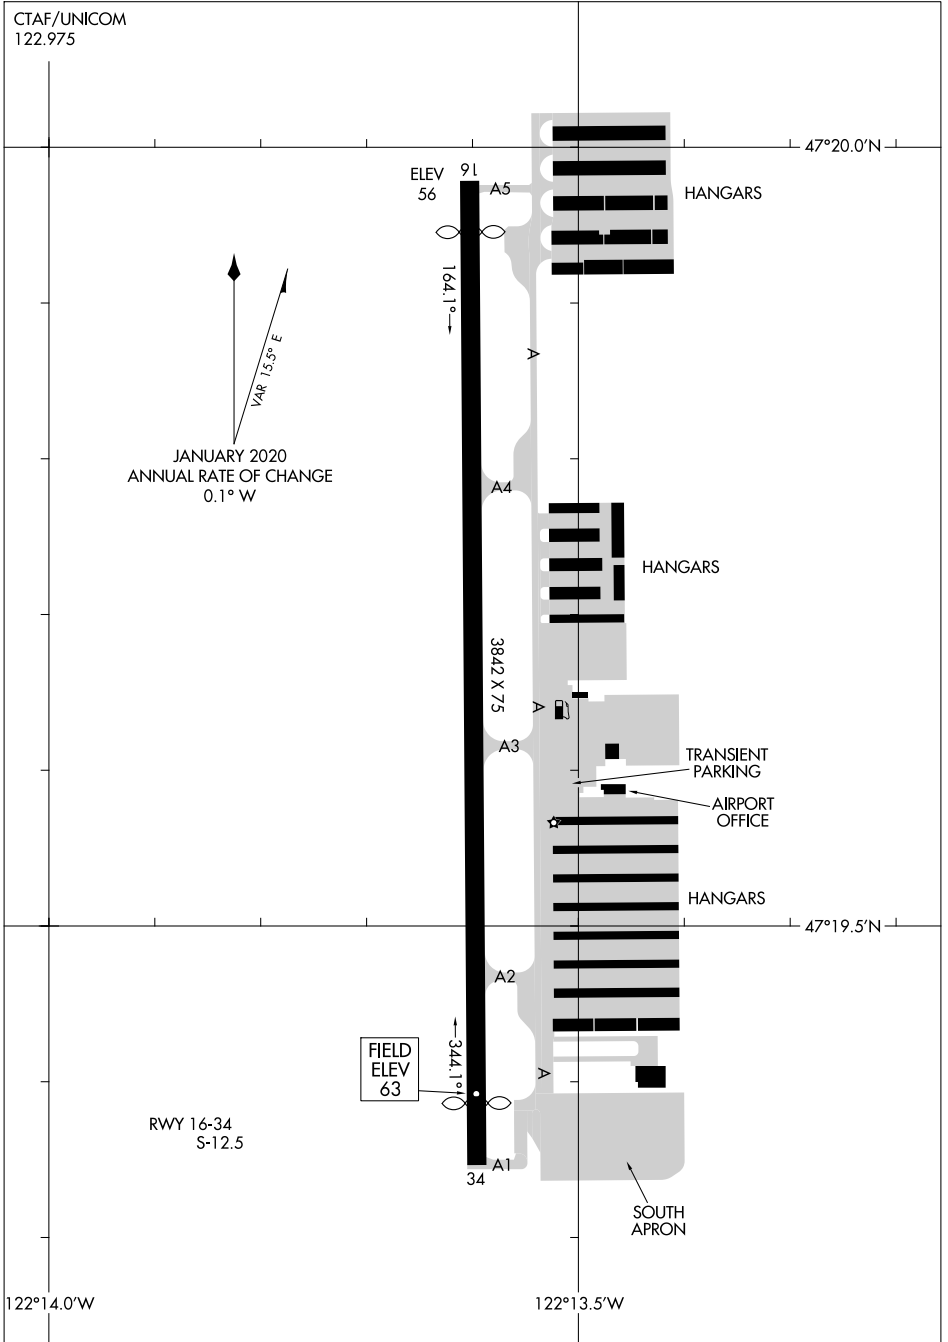 CTAF/UNICOM
122.975
47°20.0'N
16
ELEV
56
A5
HANGARS
164.1°
A
VAR 15.5° E
JANUARY 2020
ANNUAL RATE OF CHANGE
0.1° W
A4
HANGARS
3842 X 75
A
A3
TRANSIENT
PARKING
AIRPORT
OFFICE
HANGARS
47°19.5'N
A2
344.1°
A
FIELD
ELEV
63
RWY 16-34
S-12.5
A1
34
SOUTH
APRON
122°14.0'W
122°13.5'W